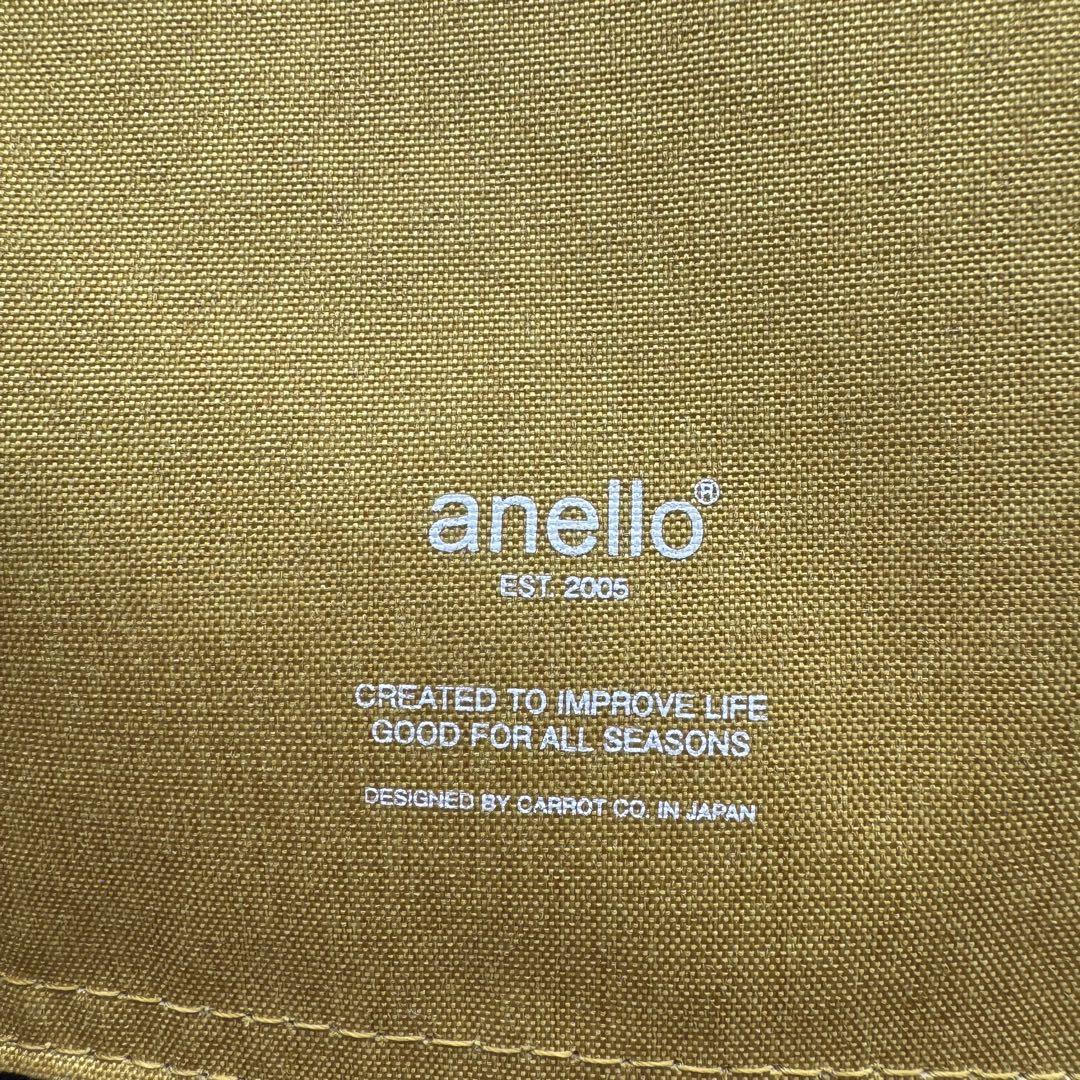 anello®
EST. 2005
CREATED TO IMPROVE LIFE
GOOD FOR ALL SEASONS
DESIGNED BY CARROT CO. IN JAPAN